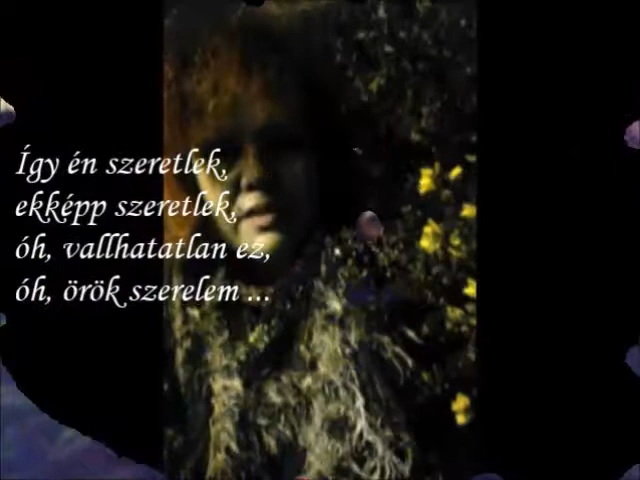 Így én szeretlek,
ekképp szeretlek,
óh, vallhatatlan ez,
óh, örök szerelem ...